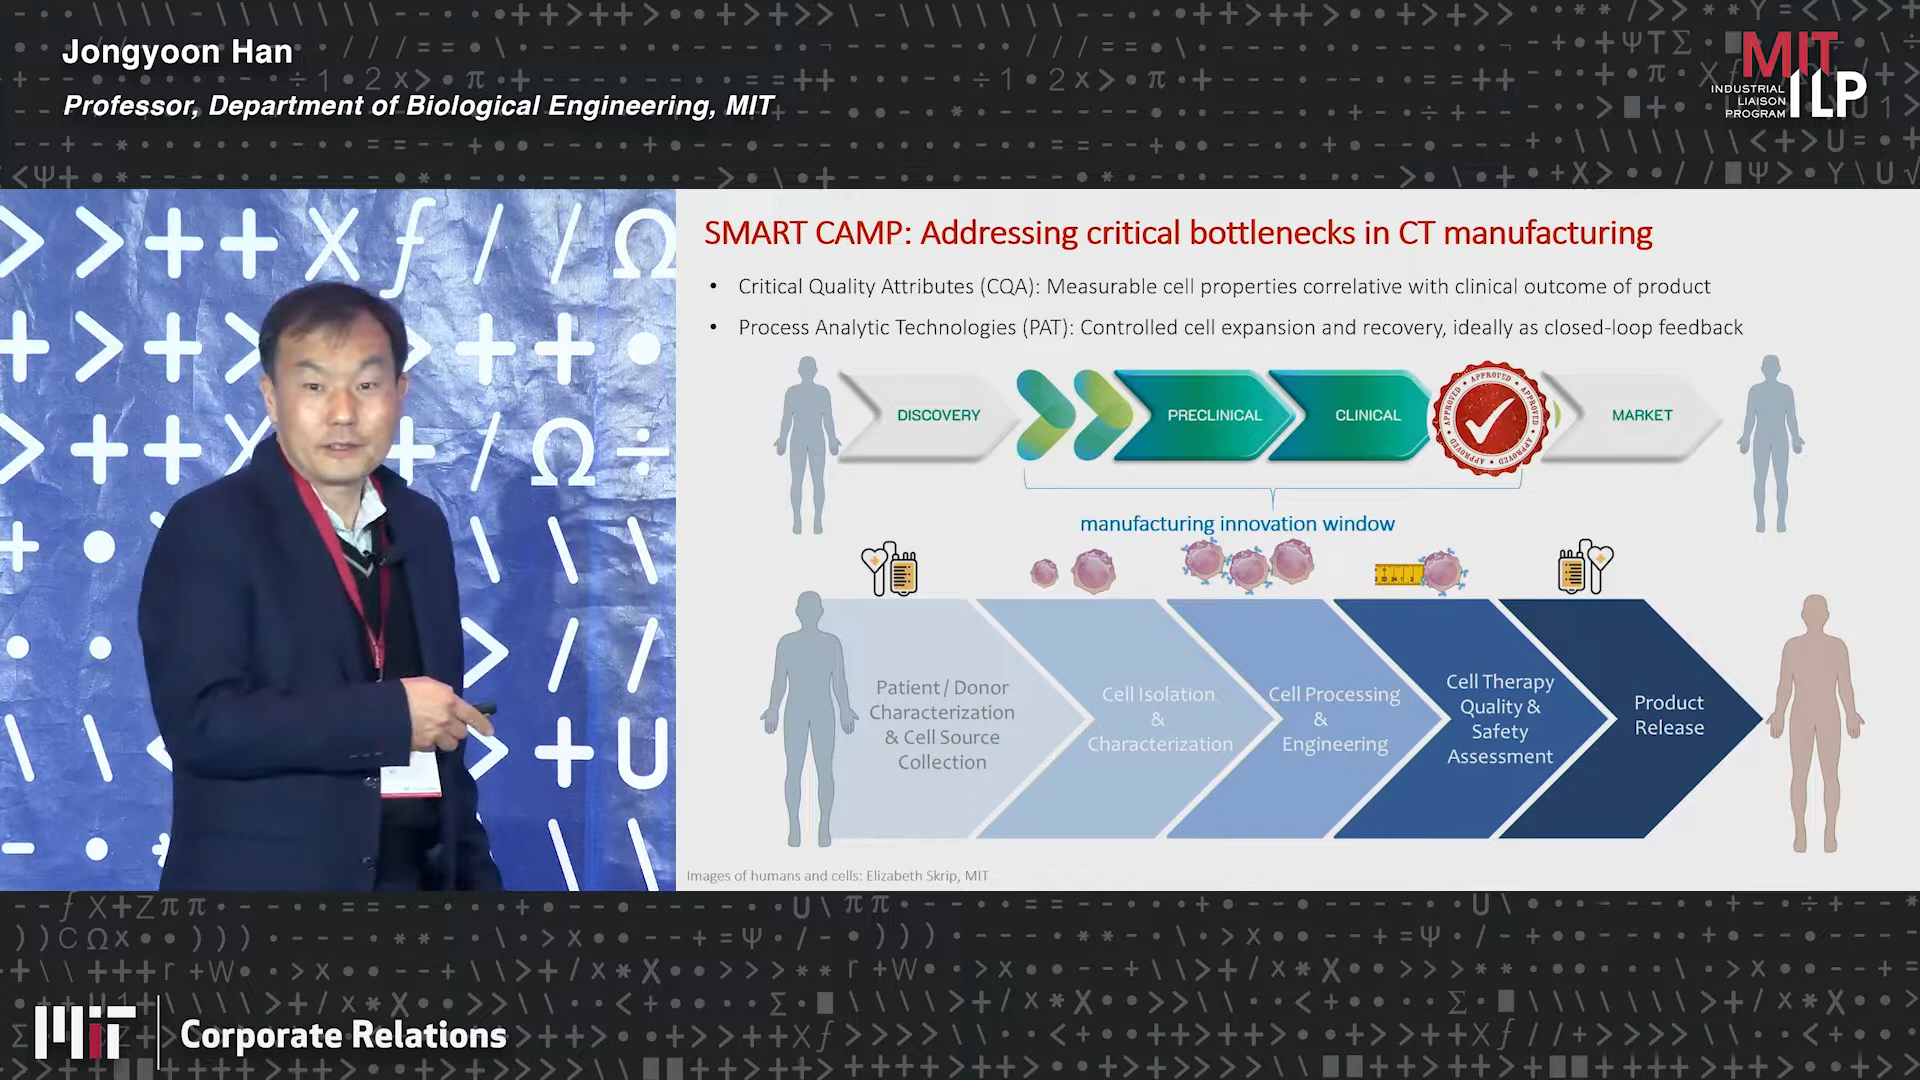 Jongyoon Han
Professor, Department of Biological Engineering, MIT
MIT
INDUSTRIAL
LIAISON
PROGRAM
ILP
SMART CAMP: Addressing critical bottlenecks in CT manufacturing
• Critical Quality Attributes (CQA): Measurable cell properties correlative with clinical outcome of product
• Process Analytic Technologies (PAT): Controlled cell expansion and recovery, ideally as closed-loop feedback
DISCOVERY
PRECLINICAL
CLINICAL
APPROVED
APPROVED
APPROVED
APPROVED
MARKET
manufacturing innovation window
Patient / Donor
Characterization
& Cell Source
Collection
Cell Isolation
&
Characterization
Cell Processing
&
Engineering
Cell Therapy
Quality &
Safety
Assessment
Product
Release
Images of humans and cells: Elizabeth Skrip, MIT
MIT
Corporate Relations